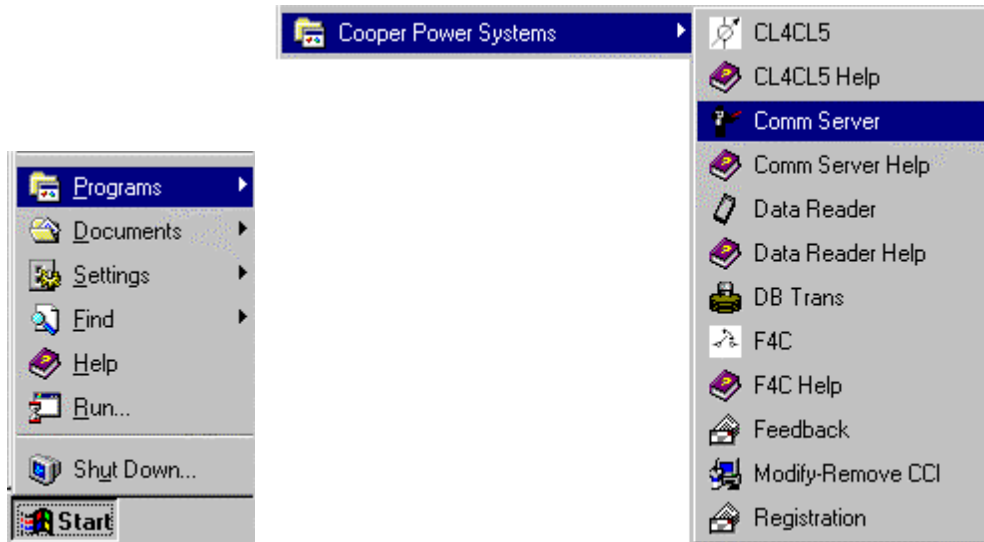 Programs
Documents
Settings
Find
Help
Run...
Shut Down...
Start
Cooper Power Systems
CL4CL5
CL4CL5 Help
Comm Server
Comm Server Help
Data Reader
Data Reader Help
DB Trans
F4C
F4C Help
Feedback
Modify-Remove CCI
Registration